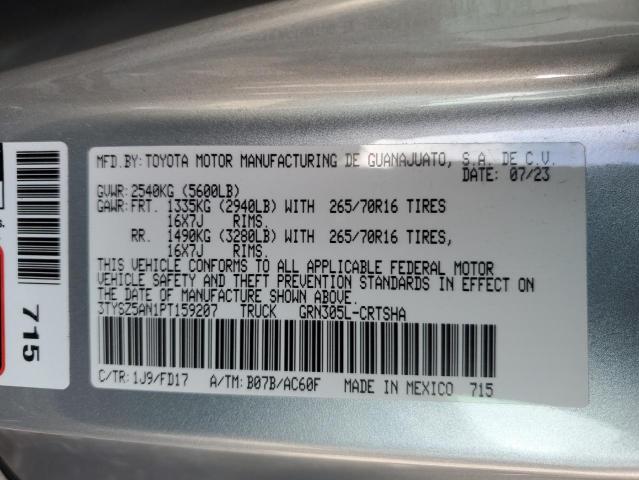 MFD.BY:TOYOTA MOTOR MANUFACTURING DE GUANAJUATO, S.A. DE C.V.
DATE: 07/23
GVWR:2540KG (5600LB)
GAWR:FRT. 1335KG (2940LB) WITH 265/70R16 TIRES
16X7J RIMS.
RR. 1490KG (3280LB) WITH 265/70R16 TIRES,
16X7J RIMS.
THIS VEHICLE CONFORMS TO ALL APPLICABLE FEDERAL MOTOR
VEHICLE SAFETY AND THEFT PREVENTION STANDARDS IN EFFECT ON
THE DATE OF MANUFACTURE SHOWN ABOVE.
3TYSZ5AN1PT159207 TRUCK GRN305L-CRTSHA
C/TR: 1J9/FD17 A/TM: B07B/AC60F MADE IN MEXICO 715
715